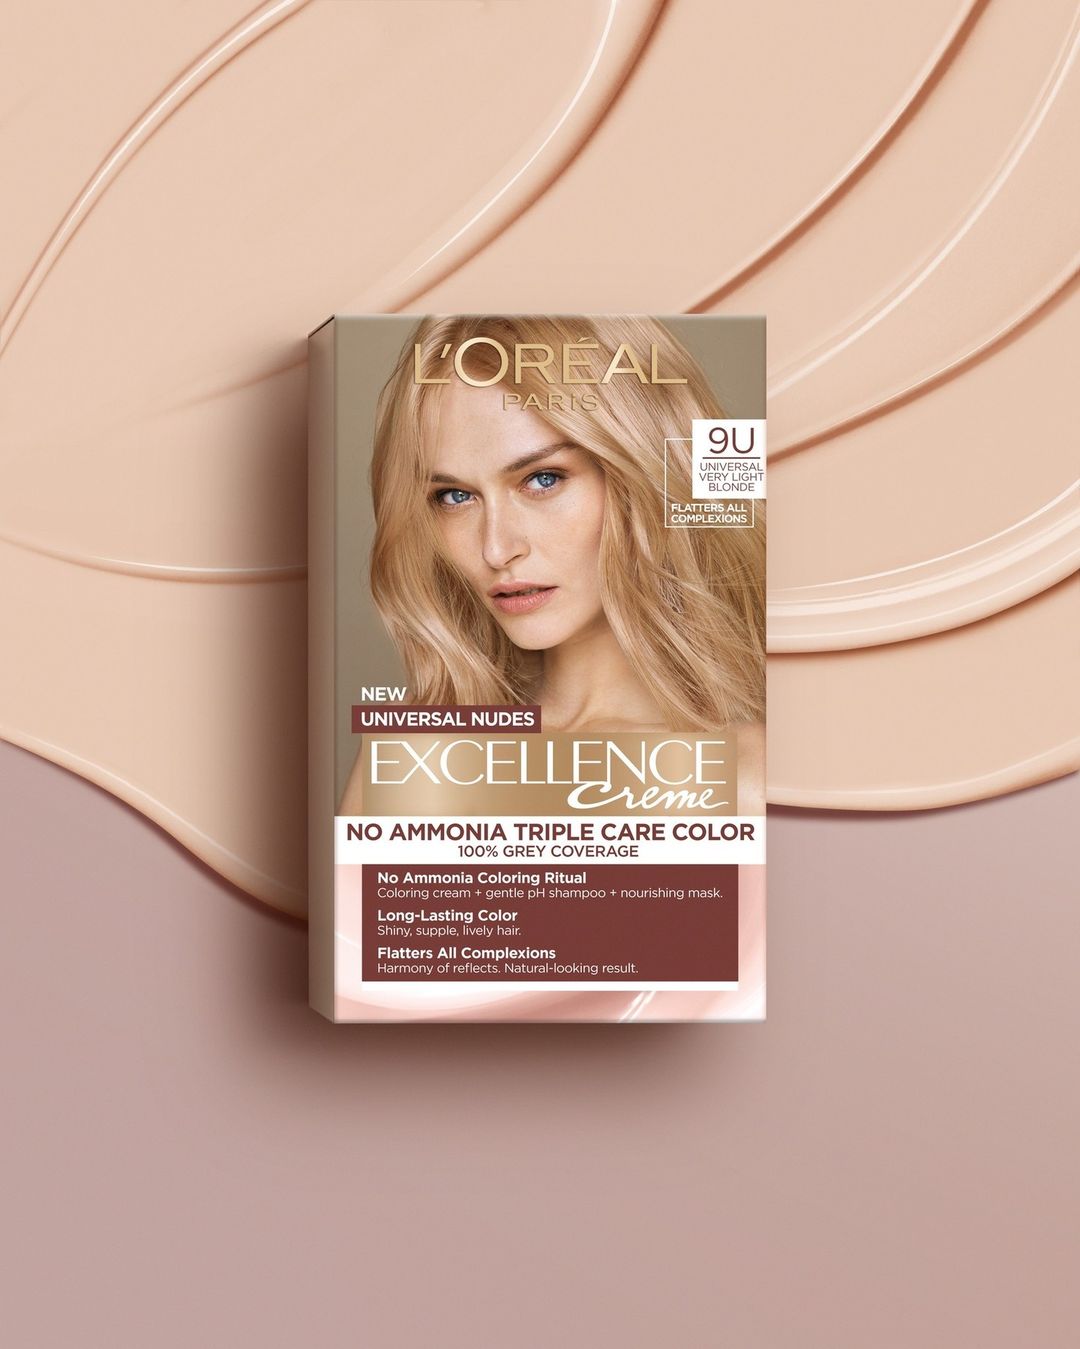 L'ORÉAL
PARIS
9U
UNIVERSAL
VERY LIGHT
BLONDE
FLATTERS ALL
COMPLEXIONS
NEW
UNIVERSAL NUDES
EXCELLENCE
Creme
NO AMMONIA TRIPLE CARE COLOR
100% GREY COVERAGE
No Ammonia Coloring Ritual
Coloring cream + gentle pH shampoo + nourishing mask.
Long-Lasting Color
Shiny, supple, lively hair.
Flatters All Complexions
Harmony of reflects. Natural-looking result.